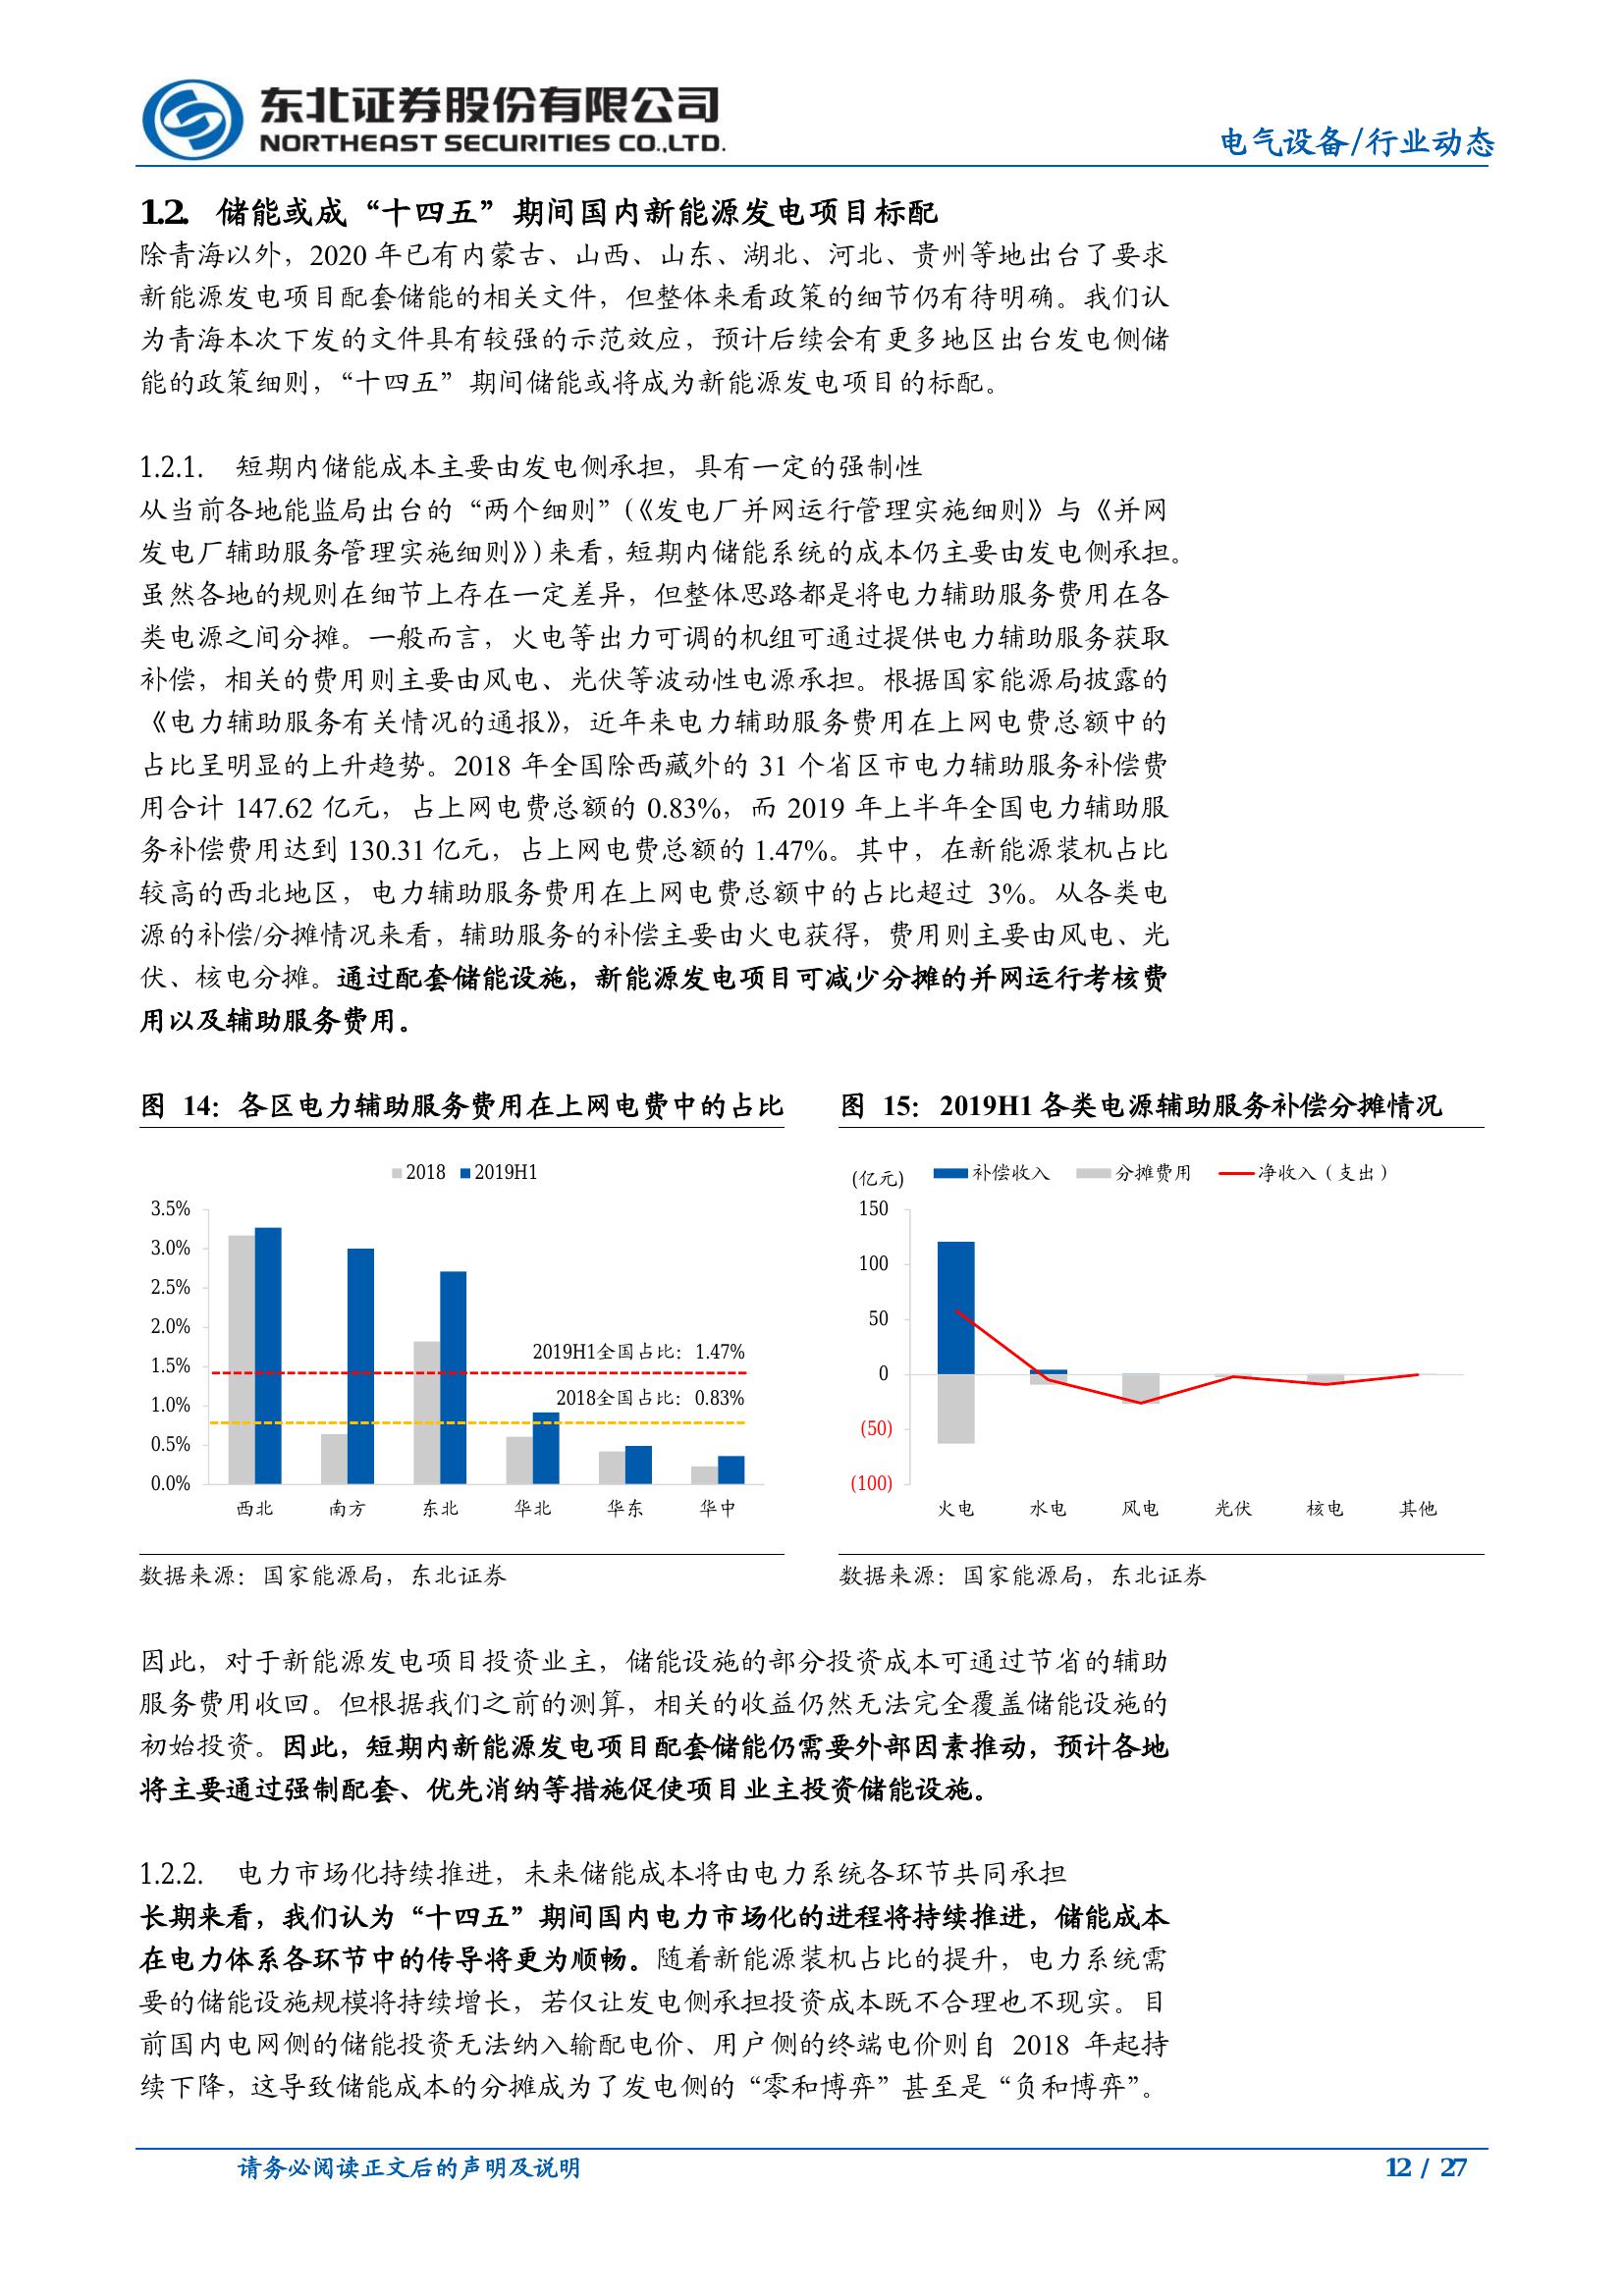 东北证券股份有限公司
NORTHEAST SECURITIES CO.,LTD.
电气设备/行业动态
1.2. 储能或成“十四五”期间国内新能源发电项目标配
除青海以外，2020 年已有内蒙古、山西、山东、湖北、河北、贵州等地出台了要求
新能源发电项目配套储能的相关文件，但整体来看政策的细节仍有待明确。我们认
为青海本次下发的文件具有较强的示范效应，预计后续会有更多地区出台发电侧储
能的政策细则，“十四五”期间储能或将成为新能源发电项目的标配。
1.2.1. 短期内储能成本主要由发电侧承担，具有一定的强制性
从当前各地能监局出台的“两个细则”（《发电厂并网运行管理实施细则》与《并网
发电厂辅助服务管理实施细则》）来看，短期内储能系统的成本仍主要由发电侧承担。
虽然各地的规则在细节上存在一定差异，但整体思路都是将电力辅助服务费用在各
类电源之间分摊。一般而言，火电等出力可调的机组可通过提供电力辅助服务获取
补偿，相关的费用则主要由风电、光伏等波动性电源承担。根据国家能源局披露的
《电力辅助服务有关情况的通报》，近年来电力辅助服务费用在上网电费总额中的
占比呈明显的上升趋势。2018 年全国除西藏外的 31 个省区市电力辅助服务补偿费
用合计 147.62 亿元，占上网电费总额的 0.83%，而 2019 年上半年全国电力辅助服
务补偿费用达到 130.31 亿元，占上网电费总额的 1.47%。其中，在新能源装机占比
较高的西北地区，电力辅助服务费用在上网电费总额中的占比超过 3%。从各类电
源的补偿/分摊情况来看，辅助服务的补偿主要由火电获得，费用则主要由风电、光
伏、核电分摊。通过配套储能设施，新能源发电项目可减少分摊的并网运行考核费
用以及辅助服务费用。
图 14：各区电力辅助服务费用在上网电费中的占比
2018 2019H1
3.5%
3.0%
2.5%
2.0%
1.5%
1.0%
0.5%
0.0%
2019H1全国占比：1.47%
2018全国占比：0.83%
西北 南方 东北 华北 华东 华中
数据来源：国家能源局，东北证券
图 15：2019H1 各类电源辅助服务补偿分摊情况
(亿元) 补偿收入 分摊费用 净收入（支出）
150
100
50
0
(50)
(100)
火电 水电 风电 光伏 核电 其他
数据来源：国家能源局，东北证券
因此，对于新能源发电项目投资业主，储能设施的部分投资成本可通过节省的辅助
服务费用收回。但根据我们之前的测算，相关的收益仍然无法完全覆盖储能设施的
初始投资。因此，短期内新能源发电项目配套储能仍需要外部因素推动，预计各地
将主要通过强制配套、优先消纳等措施促使项目业主投资储能设施。
1.2.2. 电力市场化持续推进，未来储能成本将由电力系统各环节共同承担
长期来看，我们认为“十四五”期间国内电力市场化的进程将持续推进，储能成本
在电力体系各环节中的传导将更为顺畅。随着新能源装机占比的提升，电力系统需
要的储能设施规模将持续增长，若仅让发电侧承担投资成本既不合理也不现实。目
前国内电网侧的储能投资无法纳入输配电价、用户侧的终端电价则自 2018 年起持
续下降，这导致储能成本的分摊成为了发电侧的“零和博弈”甚至是“负和博弈”。
请务必阅读正文后的声明及说明
12 / 27